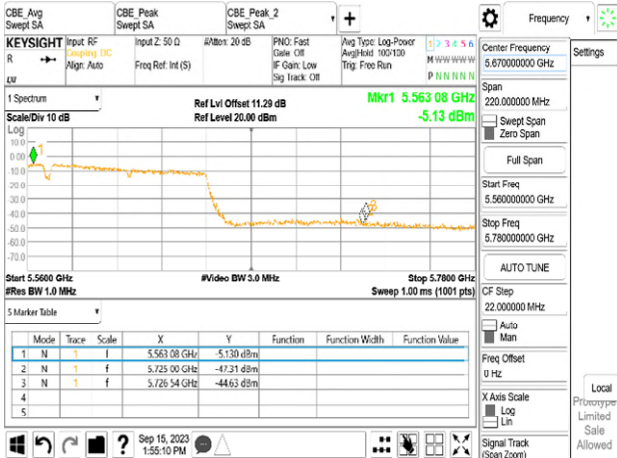 CBE_Avg
Swept SA
CBE_Peak
Swept SA
CBE_Peak_2
Swept SA
Frequency
KEYSIGHT
R
Input: RF
Coupling: DC
Align: Auto
Input Z: 50 Ω
Freq Ref: Int (S)
#Atten: 20 dB
PNO: Fast
Gate: Off
IF Gain: Low
Sig Track: Off
Avg Type: Log-Power
Avg|Hold: 100/100
Trig: Free Run
1 2 3 4 5 6
M W W W W W
P N N N N N
Center Frequency
5.670000000 GHz
Settings
Span
220.000000 MHz
Swept Span
Zero Span
Full Span
Start Freq
5.560000000 GHz
Stop Freq
5.780000000 GHz
AUTO TUNE
CF Step
22.000000 MHz
Auto
Man
Freq Offset
0 Hz
X Axis Scale
Log
Lin
Signal Track
(Span Zoom)
Local
Prototype
Limited
Sale
Allowed
1 Spectrum
Scale/Div 10 dB
Ref Lvl Offset 11.29 dB
Ref Level 20.00 dBm
Mkr1 5.563 08 GHz
-5.13 dBm
Log
10.0
0.00
-10.0
-20.0
-30.0
-40.0
-50.0
-60.0
-70.0
1
Start 5.5600 GHz
#Res BW 1.0 MHz
#Video BW 3.0 MHz
Stop 5.7800 GHz
Sweep 1.00 ms (1001 pts)
5 Marker Table
Mode Trace Scale X Y Function Function Width Function Value
1 N 1 f 5.563 08 GHz -5.130 dBm
2 N 1 f 5.725 00 GHz -47.31 dBm
3 N 1 f 5.726 54 GHz -44.63 dBm
4
5
?
Sep 15, 2023
1:55:10 PM